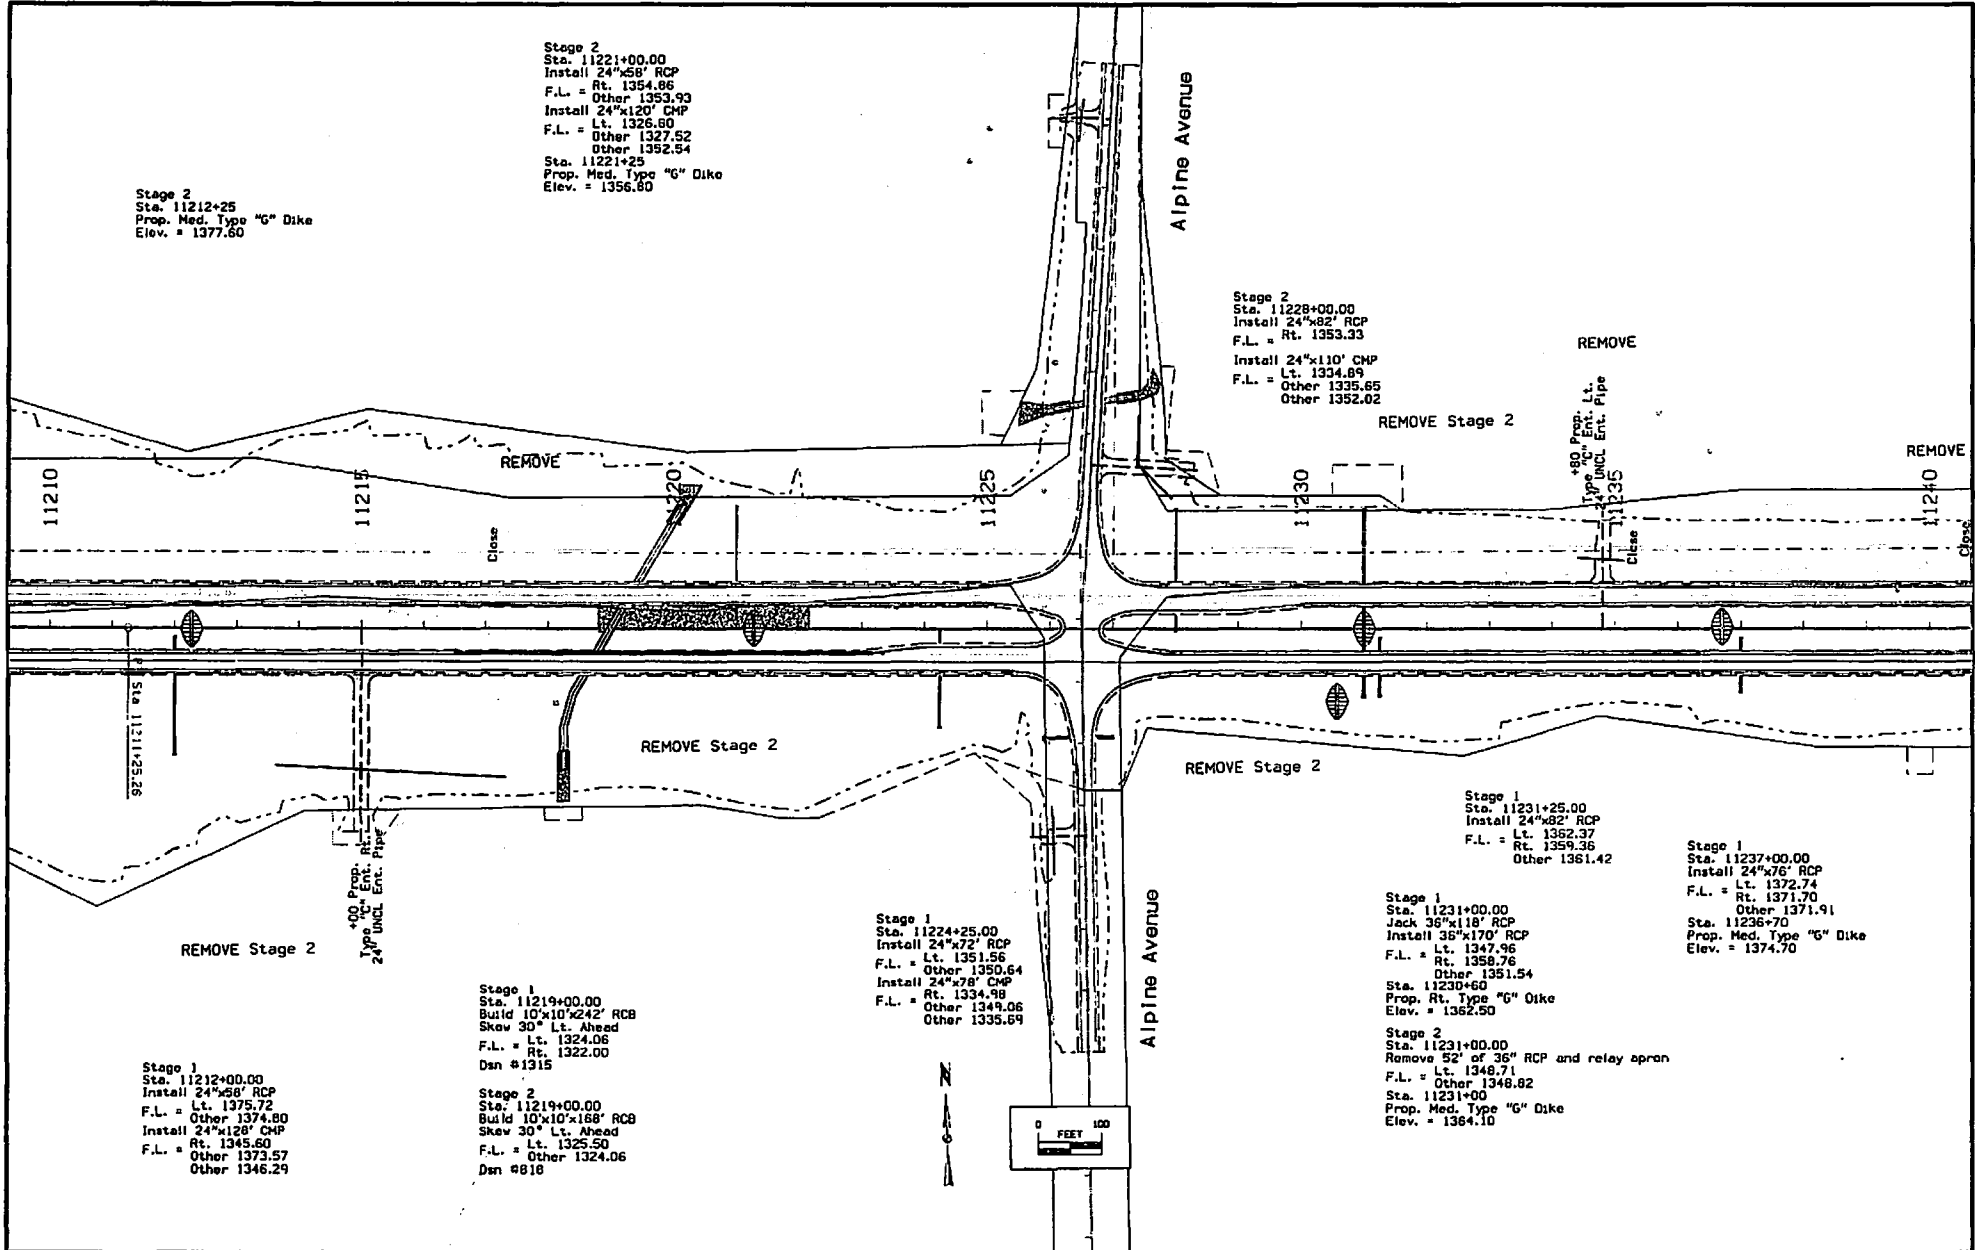 Stage 2
Sta. 11221+00.00
Install 24"x58' RCP
F.L. = Rt. 1354.86
Other 1353.93
Install 24"x120' CMP
F.L. = Lt. 1326.60
Other 1327.52
Other 1352.54
Sta. 11221+25
Prop. Med. Type "G" Dike
Elev. = 1356.80
Alpine Avenue
Stage 2
Sta. 11212+25
Prop. Med. Type "G" Dike
Elev. = 1377.60
Stage 2
Sta. 11228+00.00
Install 24"x82' RCP
F.L. = Rt. 1353.33
Install 24"x110' CMP
F.L. = Lt. 1334.89
Other 1335.65
Other 1352.02
REMOVE
REMOVE Stage 2
+80 Prop.
Type "C" Ent. Lt.
24' UNCL Ent. Pipe
REMOVE
REMOVE
11210
11215
11220
11225
11230
11235
11240
Close
Close
Close
P.I. Sta 11211+25.26
REMOVE Stage 2
REMOVE Stage 2
+00 Prop.
Type "C" Ent. Rt.
24' UNCL Ent. Pipe
REMOVE Stage 2
Stage 1
Sta. 11231+25.00
Install 24"x82' RCP
F.L. = Lt. 1362.37
Rt. 1359.36
Other 1361.42
Stage 1
Sta. 11237+00.00
Install 24"x76' RCP
F.L. = Lt. 1372.74
Rt. 1371.70
Other 1371.91
Sta. 11236+70
Prop. Med. Type "G" Dike
Elev. = 1374.70
Stage 1
Sta. 11231+00.00
Jack 36"x118' RCP
Install 36"x170' RCP
F.L. = Lt. 1347.96
Rt. 1358.76
Other 1351.54
Sta. 11230+60
Prop. Rt. Type "G" Dike
Elev. = 1362.50
Stage 2
Sta. 11231+00.00
Remove 52' of 36" RCP and relay apron
F.L. = Lt. 1348.71
Other 1348.82
Sta. 11231+00
Prop. Med. Type "G" Dike
Elev. = 1364.10
Stage 1
Sta. 11224+25.00
Install 24"x72' RCP
F.L. = Lt. 1351.56
Other 1350.64
Install 24"x78' CMP
F.L. = Rt. 1334.98
Other 1349.06
Other 1335.69
Alpine Avenue
Stage 1
Sta. 11219+00.00
Build 10'x10'x242' RCB
Skew 30° Lt. Ahead
F.L. = Lt. 1324.06
Rt. 1322.00
Dsn #1315
Stage 2
Sta. 11219+00.00
Build 10'x10'x168' RCB
Skew 30° Lt. Ahead
F.L. = Lt. 1325.50
Other 1324.06
Dsn #818
Stage 1
Sta. 11212+00.00
Install 24"x58' RCP
F.L. = Lt. 1375.72
Other 1374.80
Install 24"x128' CMP
F.L. = Rt. 1345.60
Other 1373.57
Other 1346.29
N
0 100
FEET